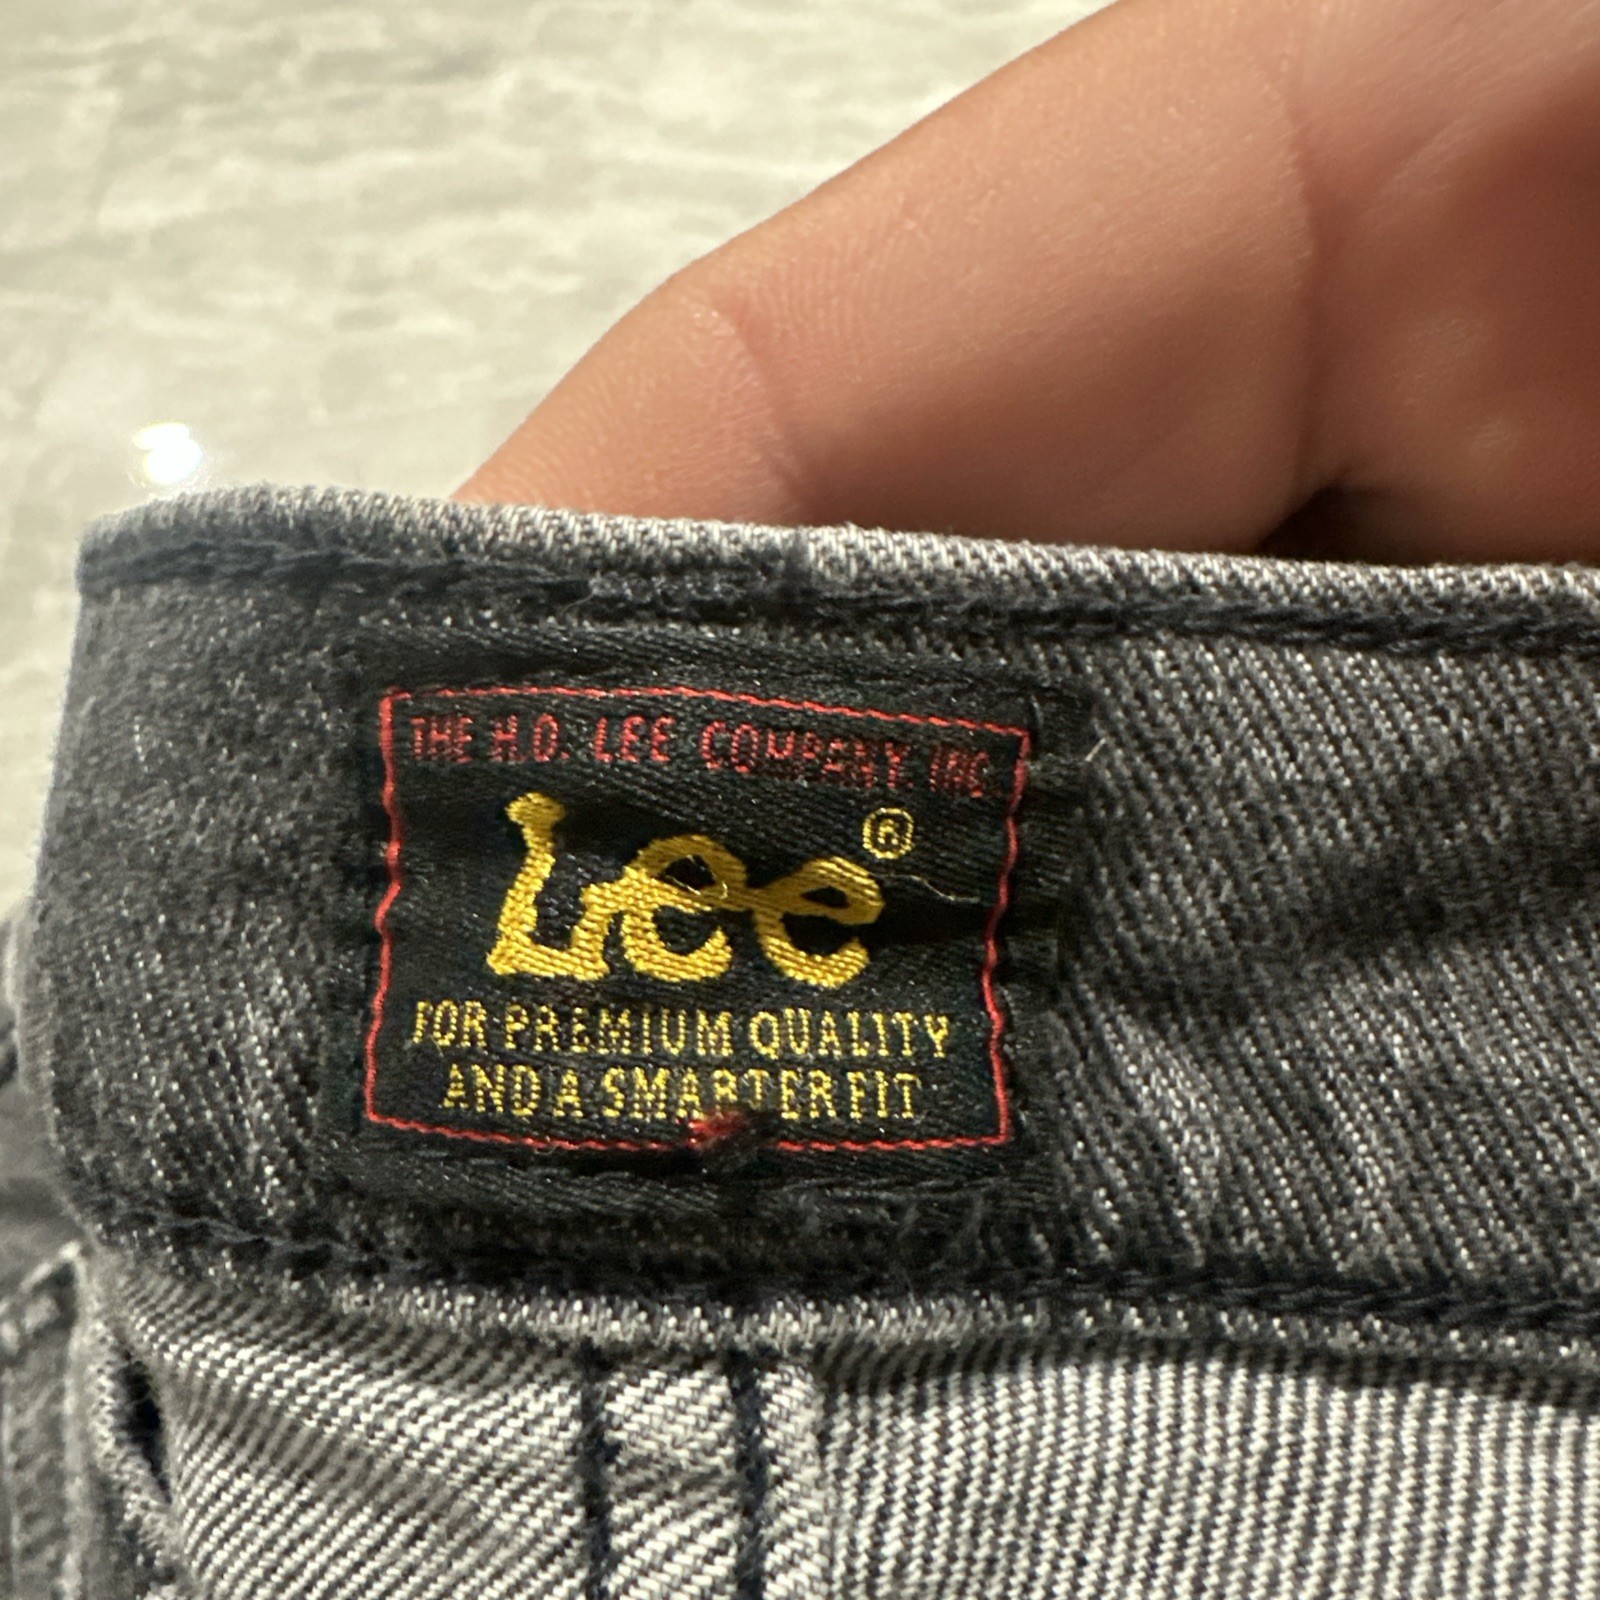 THE H.D. LEE COMPANY INC.
Lee®
FOR PREMIUM QUALITY
AND A SMARTER FIT